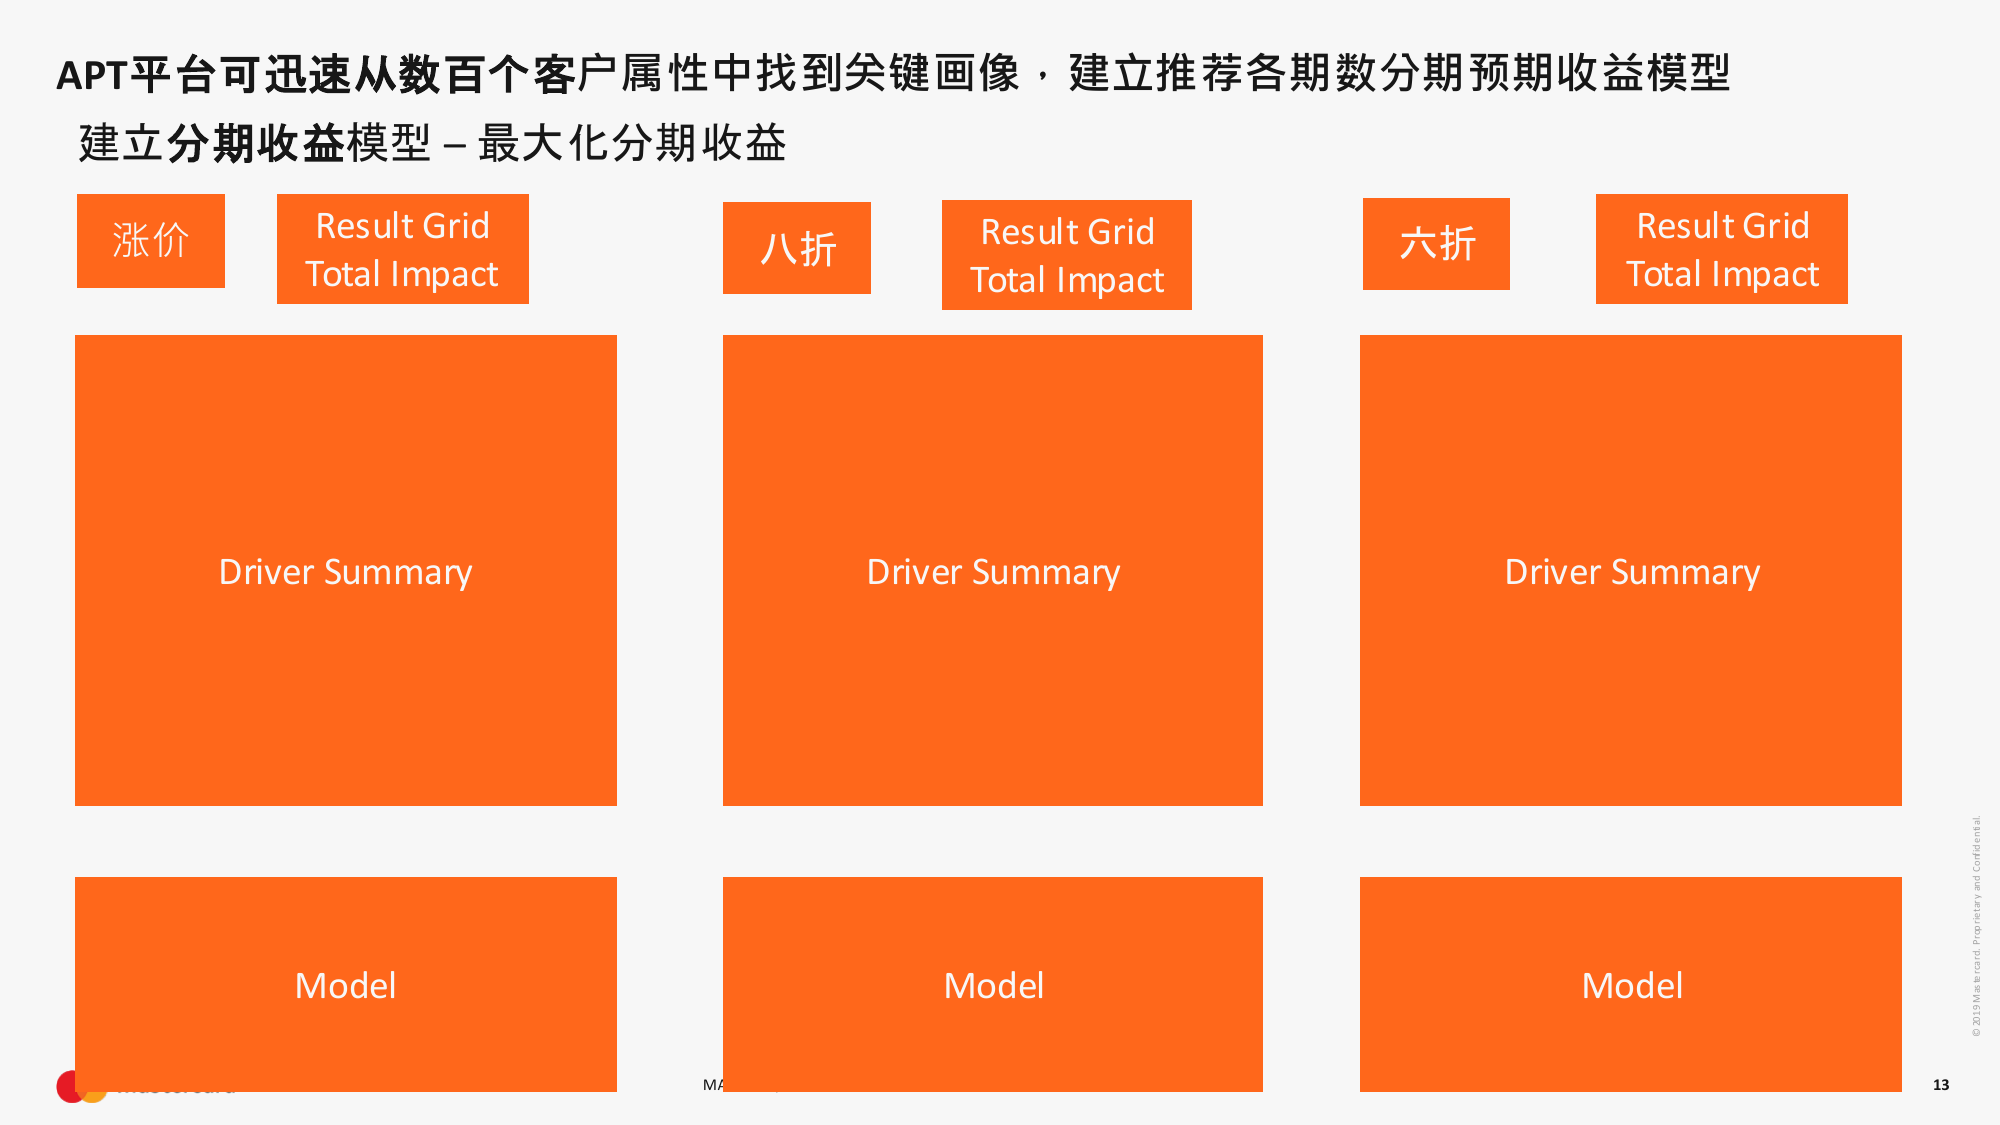 APT平台可迅速从数百个客户属性中找到关键画像，建立推荐各期数分期预期收益模型
建立分期收益模型 – 最大化分期收益
涨价
Result Grid
Total Impact
八折
Result Grid
Total Impact
六折
Result Grid
Total Impact
Driver Summary
Driver Summary
Driver Summary
Model
Model
Model
©2019 Mastercard. Proprietary and Confidential.
13